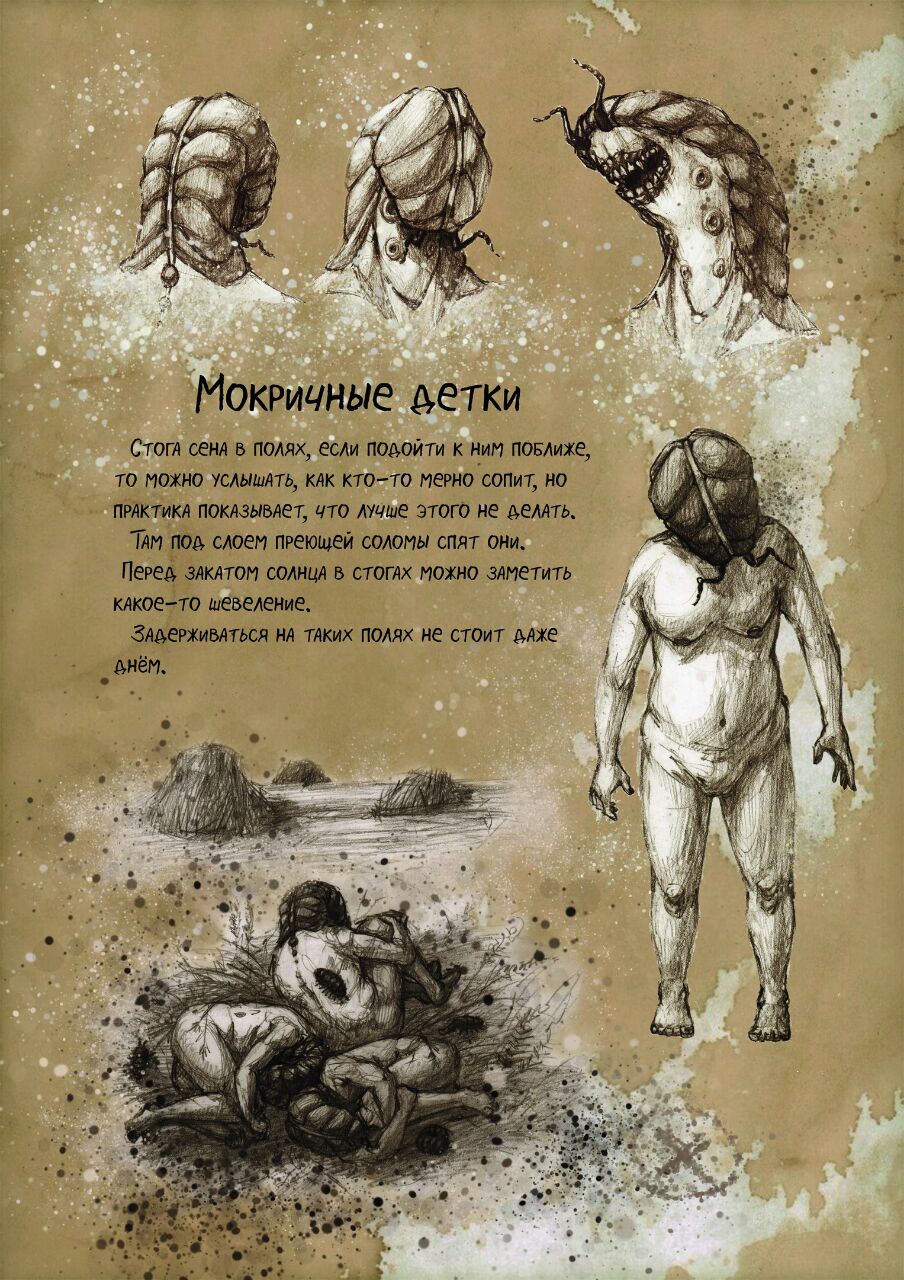 Мокричные детки
Стога сена в полях, если подойти к ним поближе,
то можно услышать, как кто-то мерно сопит, но
практика показывает, что лучше этого не делать.
Там под слоем преющей соломы спят они.
Перед закатом солнца в стогах можно заметить
какое-то шевеление.
Задерживаться на таких полях не стоит даже
днём.